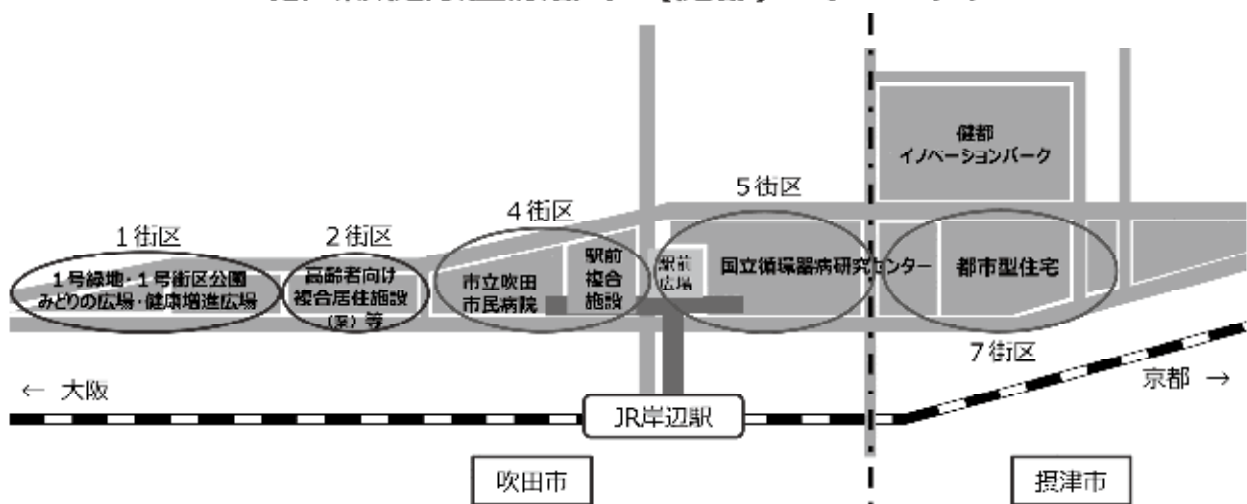 健都
イノベーションパーク
5街区
4街区
1街区
2街区
1号緑地・1号街区公園
みどりの広場・健康増進広場
高齢者向け
複合居住施設
(案)等
市立吹田
市民病院
駅前
複合
施設
駅前
広場
国立循環器病研究センター
都市型住宅
7街区
← 大阪
京都 →
JR岸辺駅
吹田市
摂津市